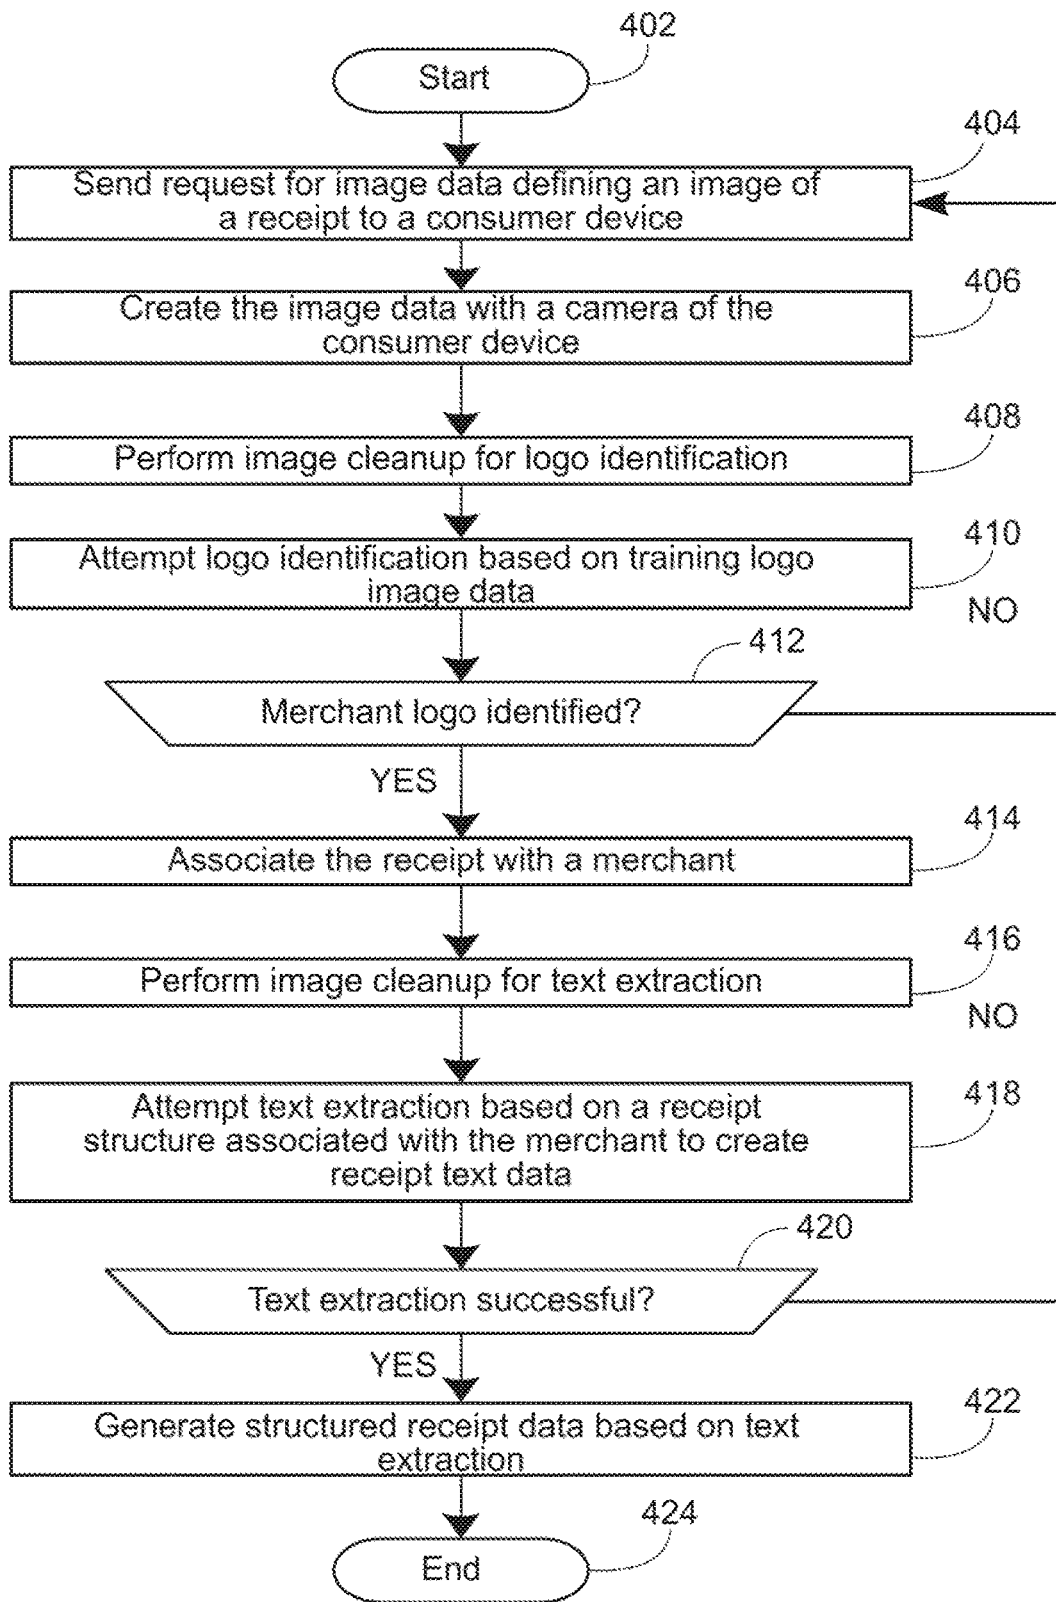 402
Start
404
Send request for image data defining an image of
a receipt to a consumer device
406
Create the image data with a camera of the
consumer device
408
Perform image cleanup for logo identification
410
Attempt logo identification based on training logo
image data
NO
412
Merchant logo identified?
YES
414
Associate the receipt with a merchant
416
Perform image cleanup for text extraction
NO
418
Attempt text extraction based on a receipt
structure associated with the merchant to create
receipt text data
420
Text extraction successful?
YES
422
Generate structured receipt data based on text
extraction
424
End